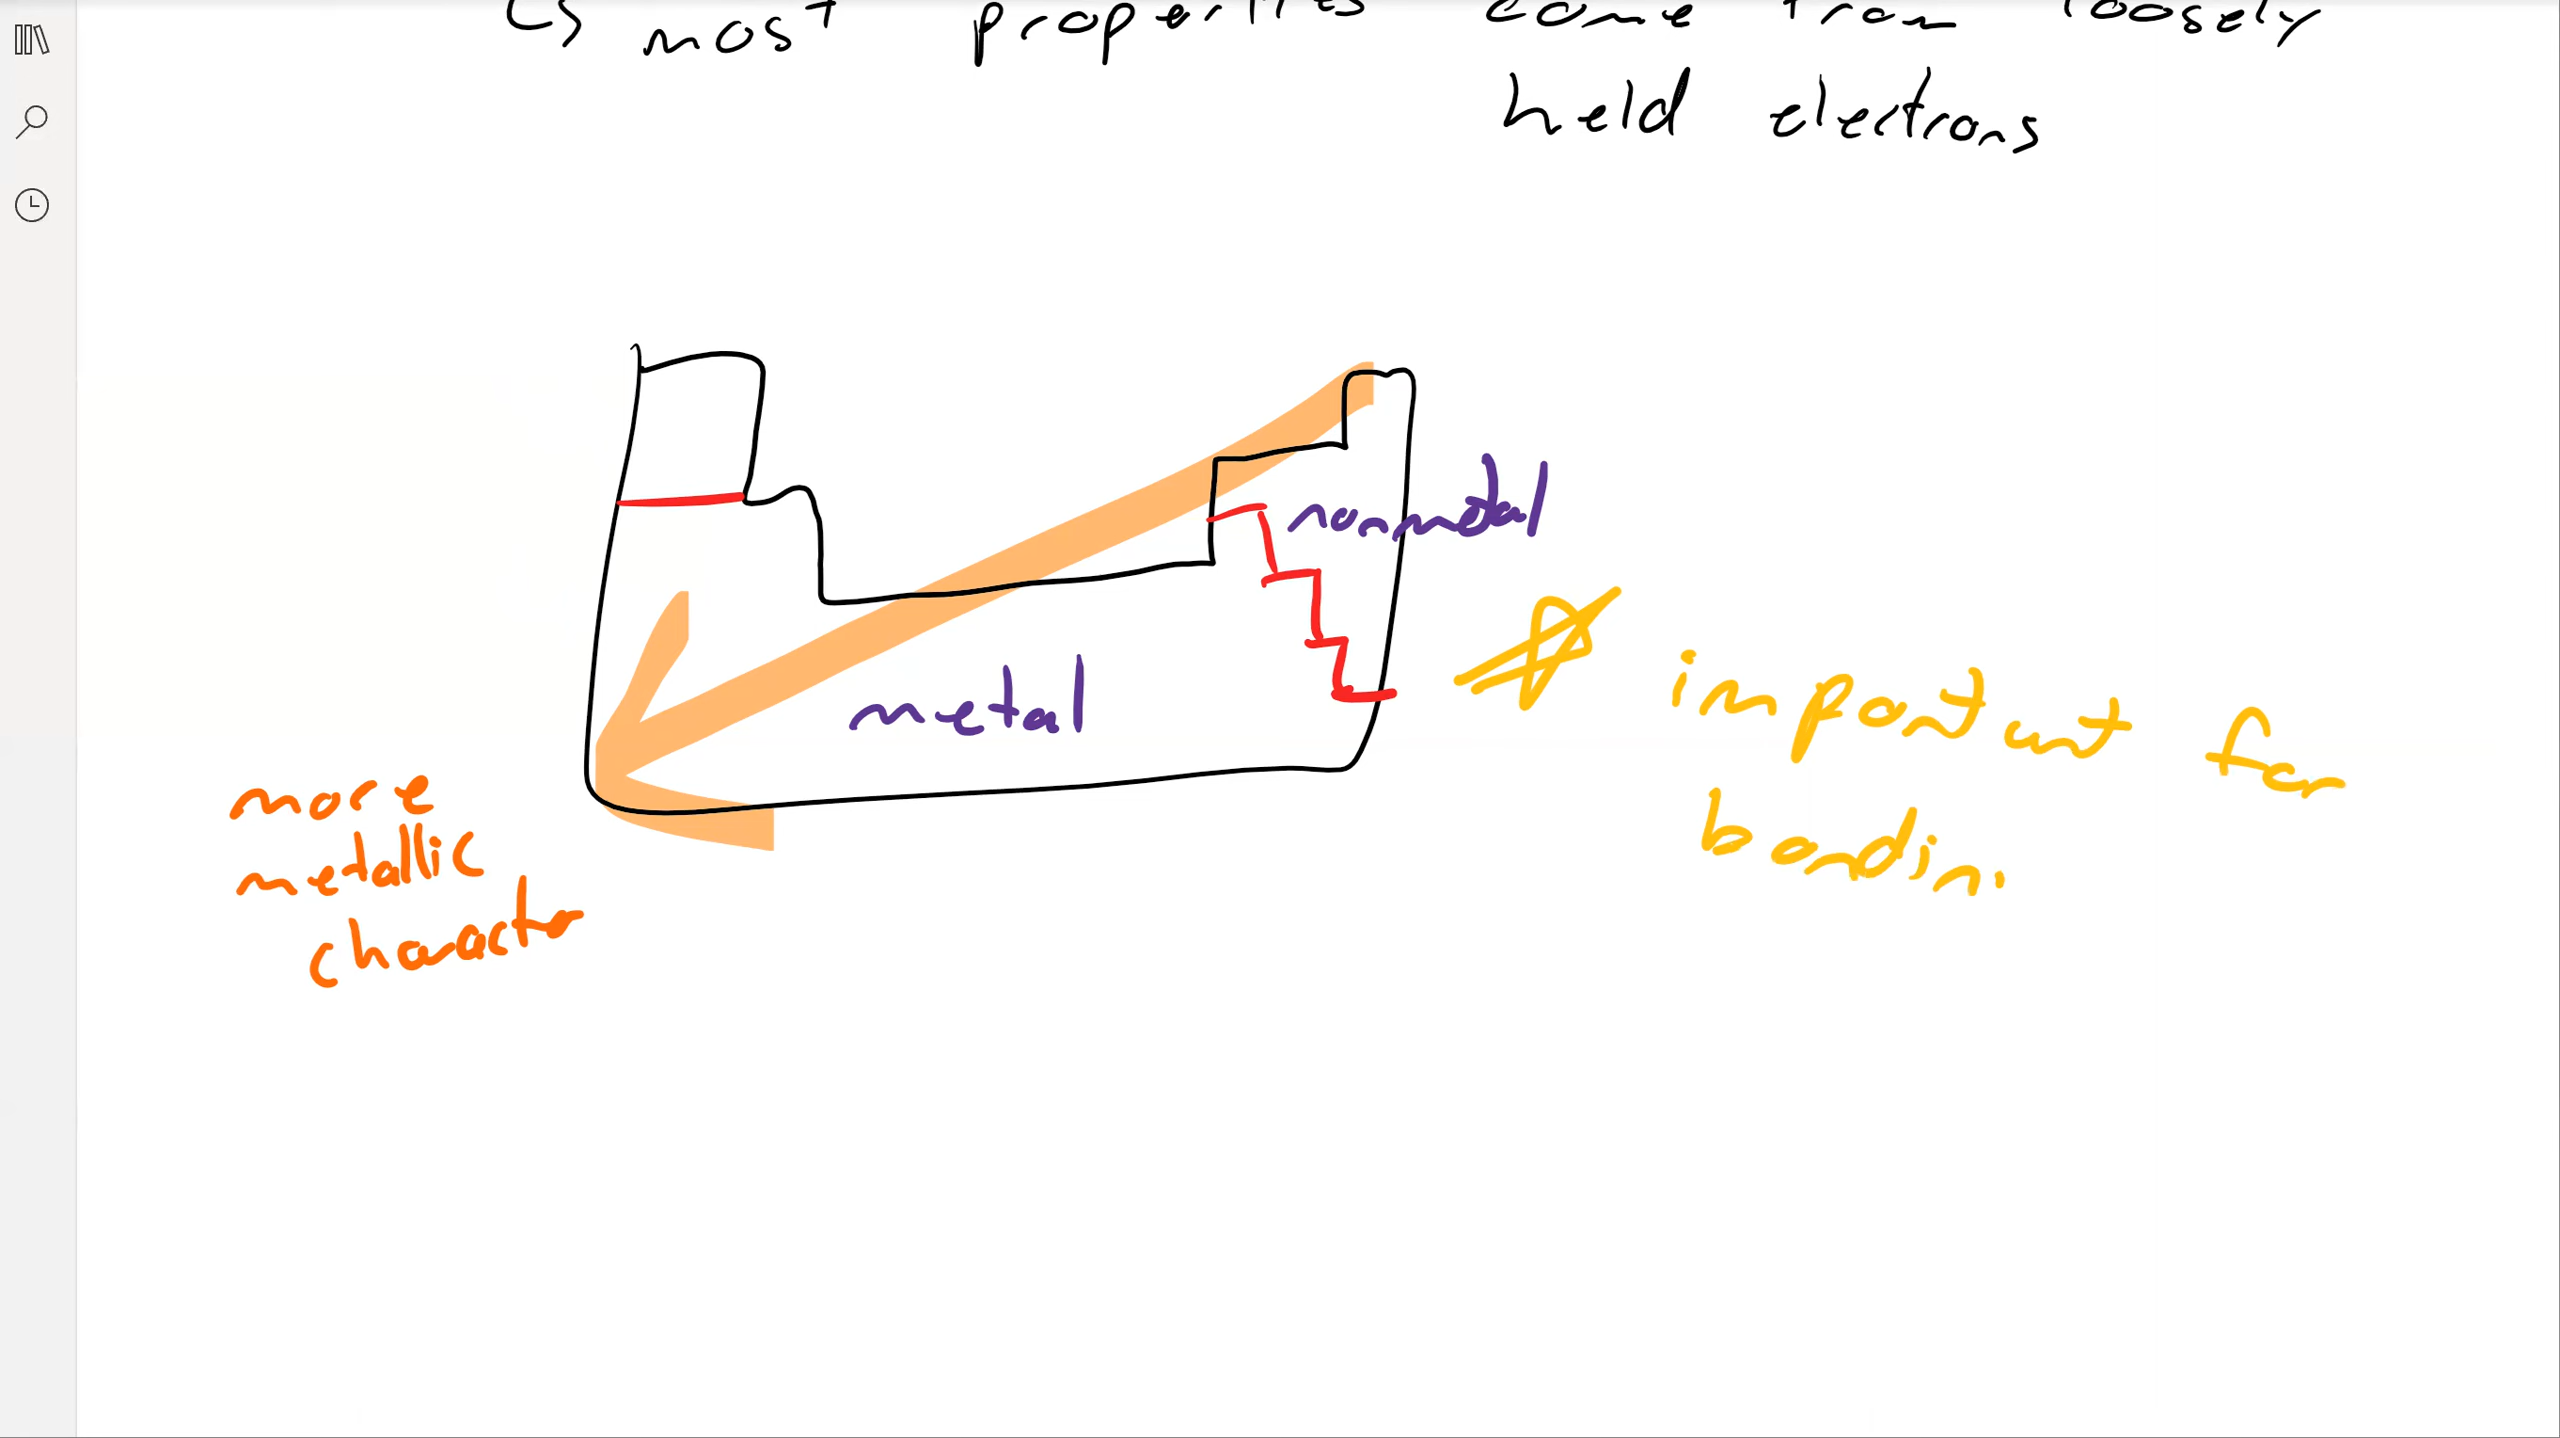 most properties come from loosely
held electrons
nonmetal
metal
important for
bondin
more
metallic
character